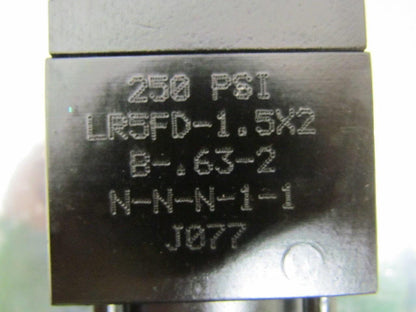 250 PSI
LR5FD-1.5X2
B-.63-2
N-N-N-1-1
J077